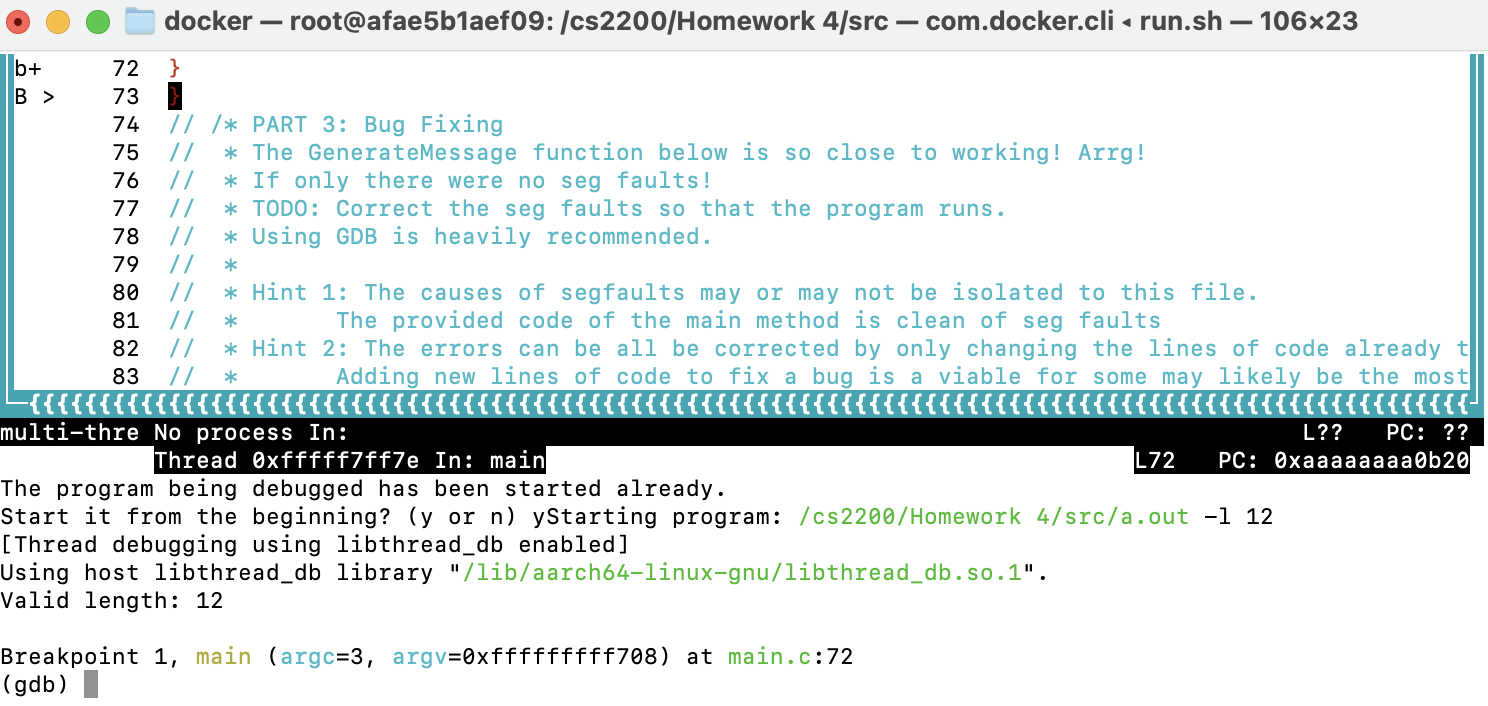 docker — root@afae5b1aef09: /cs2200/Homework 4/src — com.docker.cli ◂ run.sh — 106×23
b+ 72 }
B > 73 }
74 // /* PART 3: Bug Fixing
75 //  * The GenerateMessage function below is so close to working! Arrg!
76 //  * If only there were no seg faults!
77 //  * TODO: Correct the seg faults so that the program runs.
78 //  * Using GDB is heavily recommended.
79 //  *
80 //  * Hint 1: The causes of segfaults may or may not be isolated to this file.
81 //  *       The provided code of the main method is clean of seg faults
82 //  * Hint 2: The errors can be all be corrected by only changing the lines of code already t
83 //  *       Adding new lines of code to fix a bug is a viable for some may likely be the most
multi-thre No process In: L?? PC: ??
Thread 0xfffff7ff7e In: main L72 PC: 0xaaaaaaaa0b20
The program being debugged has been started already.
Start it from the beginning? (y or n) yStarting program: /cs2200/Homework 4/src/a.out -l 12
[Thread debugging using libthread_db enabled]
Using host libthread_db library "/lib/aarch64-linux-gnu/libthread_db.so.1".
Valid length: 12
Breakpoint 1, main (argc=3, argv=0xfffffffff708) at main.c:72
(gdb)